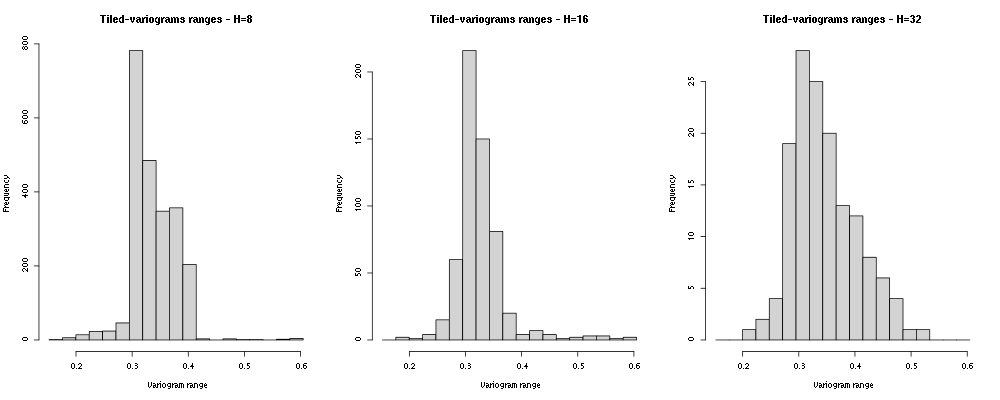 Tiled-variograms ranges - H=8
Frequency
800
600
400
200
0
0.2 0.3 0.4 0.5 0.6
Variogram range
Tiled-variograms ranges - H=16
Frequency
200
150
100
50
0
0.2 0.3 0.4 0.5 0.6
Variogram range
Tiled-variograms ranges - H=32
Frequency
25
20
15
10
5
0
0.2 0.3 0.4 0.5 0.6
Variogram range